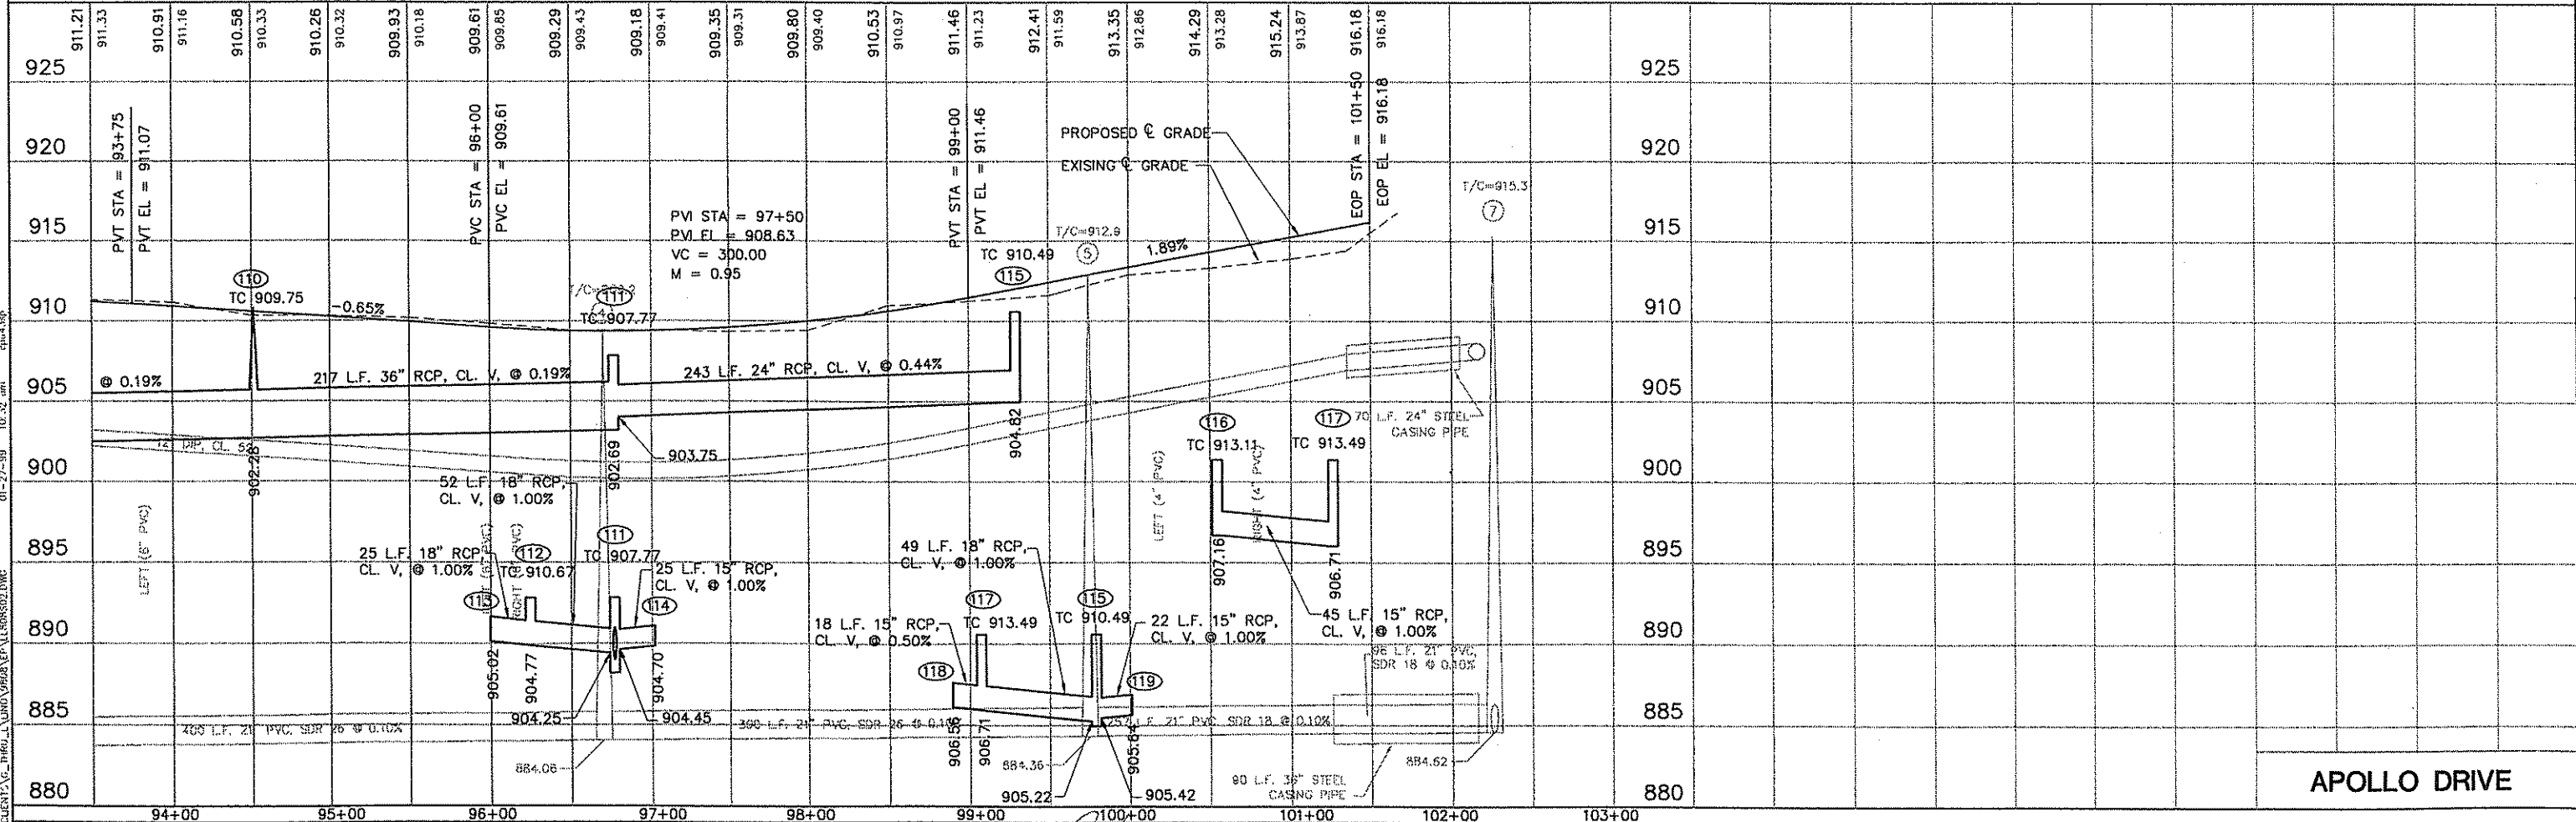 911.21 911.33 910.91 911.16 910.58 910.33 910.26 910.32 909.93 910.18 909.61 909.85 909.29 909.43 909.18 909.41 909.35 909.31 909.80 909.40 910.53 910.97 911.46 911.23 912.41 911.59 913.35 912.86 914.29 913.28 915.24 913.87 916.18 916.18
925 925
920 920
915 915
910 910
905 905
900 900
895 895
890 890
885 885
880 880
PVT STA = 93+75
PVT EL = 911.07
PVC STA = 96+00
PVC EL = 909.61
PVI STA = 97+50
PVI EL = 908.63
VC = 300.00
M = 0.95
PVT STA = 99+00
PVT EL = 911.46
PROPOSED ℄ GRADE
EXISING ℄ GRADE
EOP STA = 101+50
EOP EL = 916.18
T/C=915.3
7
T/C=912.9
5
1.89%
110
TC 909.75
-0.65%
111
TC 907.77
TC 910.49
115
@ 0.19%
217 L.F. 36" RCP, CL. V, @ 0.19%
243 L.F. 24" RCP, CL. V, @ 0.44%
902.28
902.69
903.75
904.82
70 L.F. 24" STEEL
CASING PIPE
116
TC 913.11
117
TC 913.49
907.16
906.71
45 L.F. 15" RCP,
CL. V, @ 1.00%
LEFT (6" PVC)
LEFT (4" PVC)
RIGHT (4" PVC)
52 L.F. 18" RCP,
CL. V, @ 1.00%
25 L.F. 18" RCP,
CL. V, @ 1.00%
112
TC 910.67
111
TC 907.77
25 L.F. 15" RCP,
CL. V, @ 1.00%
113
114
905.02
904.77
904.70
904.25
904.45
49 L.F. 18" RCP,
CL. V, @ 1.00%
18 L.F. 15" RCP,
CL. V, @ 0.50%
117
TC 913.49
115
TC 910.49
22 L.F. 15" RCP,
CL. V, @ 1.00%
118
119
906.56
906.71
905.64
905.22
905.42
400 L.F. 21" PVC, SDR 26 @ 0.10%
SDR 26 @ 0.10%
L.F. 21" PVC, SDR 18 @ 0.10%
L.F. 21" PVC,
SDR 18 @ 0.10%
884.06
884.36
884.62
90 L.F. 36" STEEL
CASING PIPE
94+00 95+00 96+00 97+00 98+00 99+00 100+00 101+00 102+00 103+00
APOLLO DRIVE
01-27-99